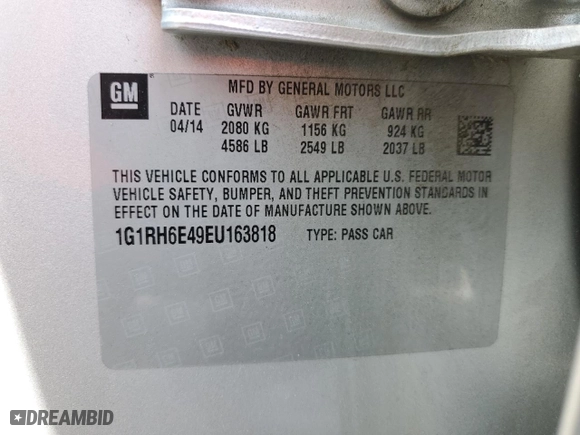 GM
MFD BY GENERAL MOTORS LLC
DATE GVWR GAWR FRT GAWR RR
04/14 2080 KG 1156 KG 924 KG
4586 LB 2549 LB 2037 LB
THIS VEHICLE CONFORMS TO ALL APPLICABLE U.S. FEDERAL MOTOR
VEHICLE SAFETY, BUMPER, AND THEFT PREVENTION STANDARDS IN
EFFECT ON THE DATE OF MANUFACTURE SHOWN ABOVE.
1G1RH6E49EU163818 TYPE: PASS CAR
DREAMBID